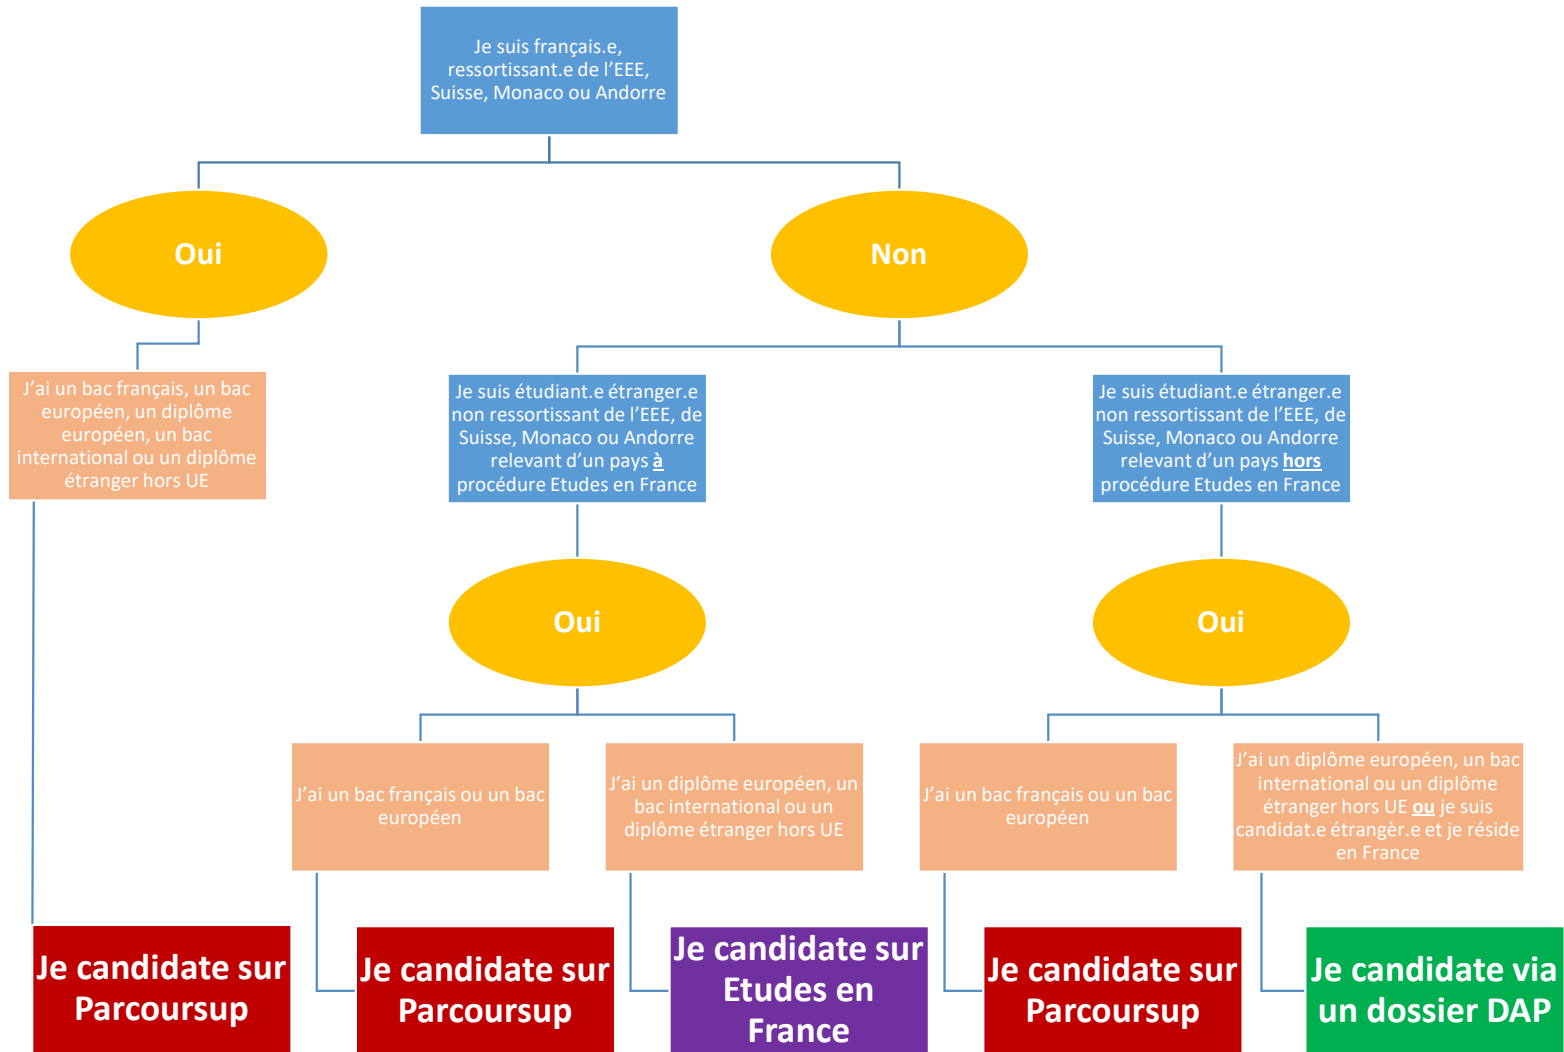 Je suis français.e,
ressortissant.e de l'EEE,
Suisse, Monaco ou Andorre
Oui
Non
J'ai un bac français, un bac
européen, un diplôme
européen, un bac
international ou un diplôme
étranger hors UE
Je suis étudiant.e étranger.e
non ressortissant de l'EEE, de
Suisse, Monaco ou Andorre
relevant d'un pays à
procédure Etudes en France
Je suis étudiant.e étranger.e
non ressortissant de l'EEE, de
Suisse, Monaco ou Andorre
relevant d'un pays hors
procédure Etudes en France
Oui
Oui
J'ai un bac français ou un bac
européen
J'ai un diplôme européen, un
bac international ou un
diplôme étranger hors UE
J'ai un bac français ou un bac
européen
J'ai un diplôme européen, un bac
international ou un diplôme
étranger hors UE ou je suis
candidat.e étrangèr.e et je réside
en France
Je candidate sur
Parcoursup
Je candidate sur
Parcoursup
Je candidate sur
Etudes en
France
Je candidate sur
Parcoursup
Je candidate via
un dossier DAP